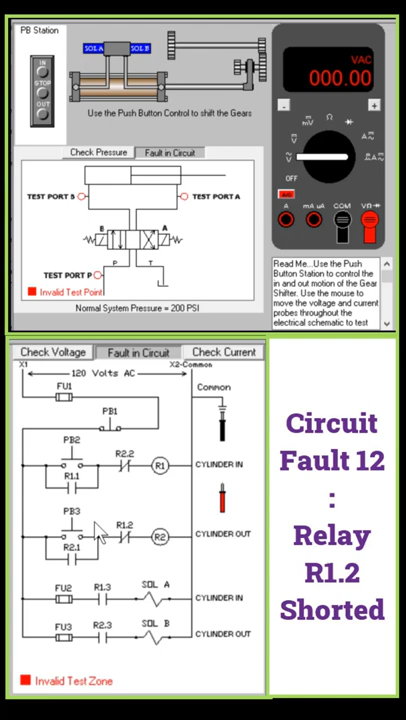 PB Station
IN
STOP
OUT
SOL A
SOL B
Use the Push Button Control to shift the Gears
Check Pressure
Fault in Circuit
TEST PORT B
TEST PORT A
B
A
P
T
TEST PORT P
Invalid Test Point
Normal System Pressure = 200 PSI
VAC
000.00
-
+
mV
Ω
A
V
V
A
OFF
A
mA uA
COM
VΩ
Read Me...Use the Push
Button Station to control the
in and out motion of the Gear
Shifter. Use the mouse to
move the voltage and current
probes throughout the
electrical schematic to test
Check Voltage
Fault in Circuit
Check Current
X1
120 Volts AC
X2-Common
FU1
Common
PB1
PB2
R2.2
R1
CYLINDER IN
R1.1
PB3
R1.2
R2
CYLINDER OUT
R2.1
FU2
R1.3
SOL A
CYLINDER IN
FU3
R2.3
SOL B
CYLINDER OUT
Invalid Test Zone
Circuit
Fault 12
:
Relay
R1.2
Shorted